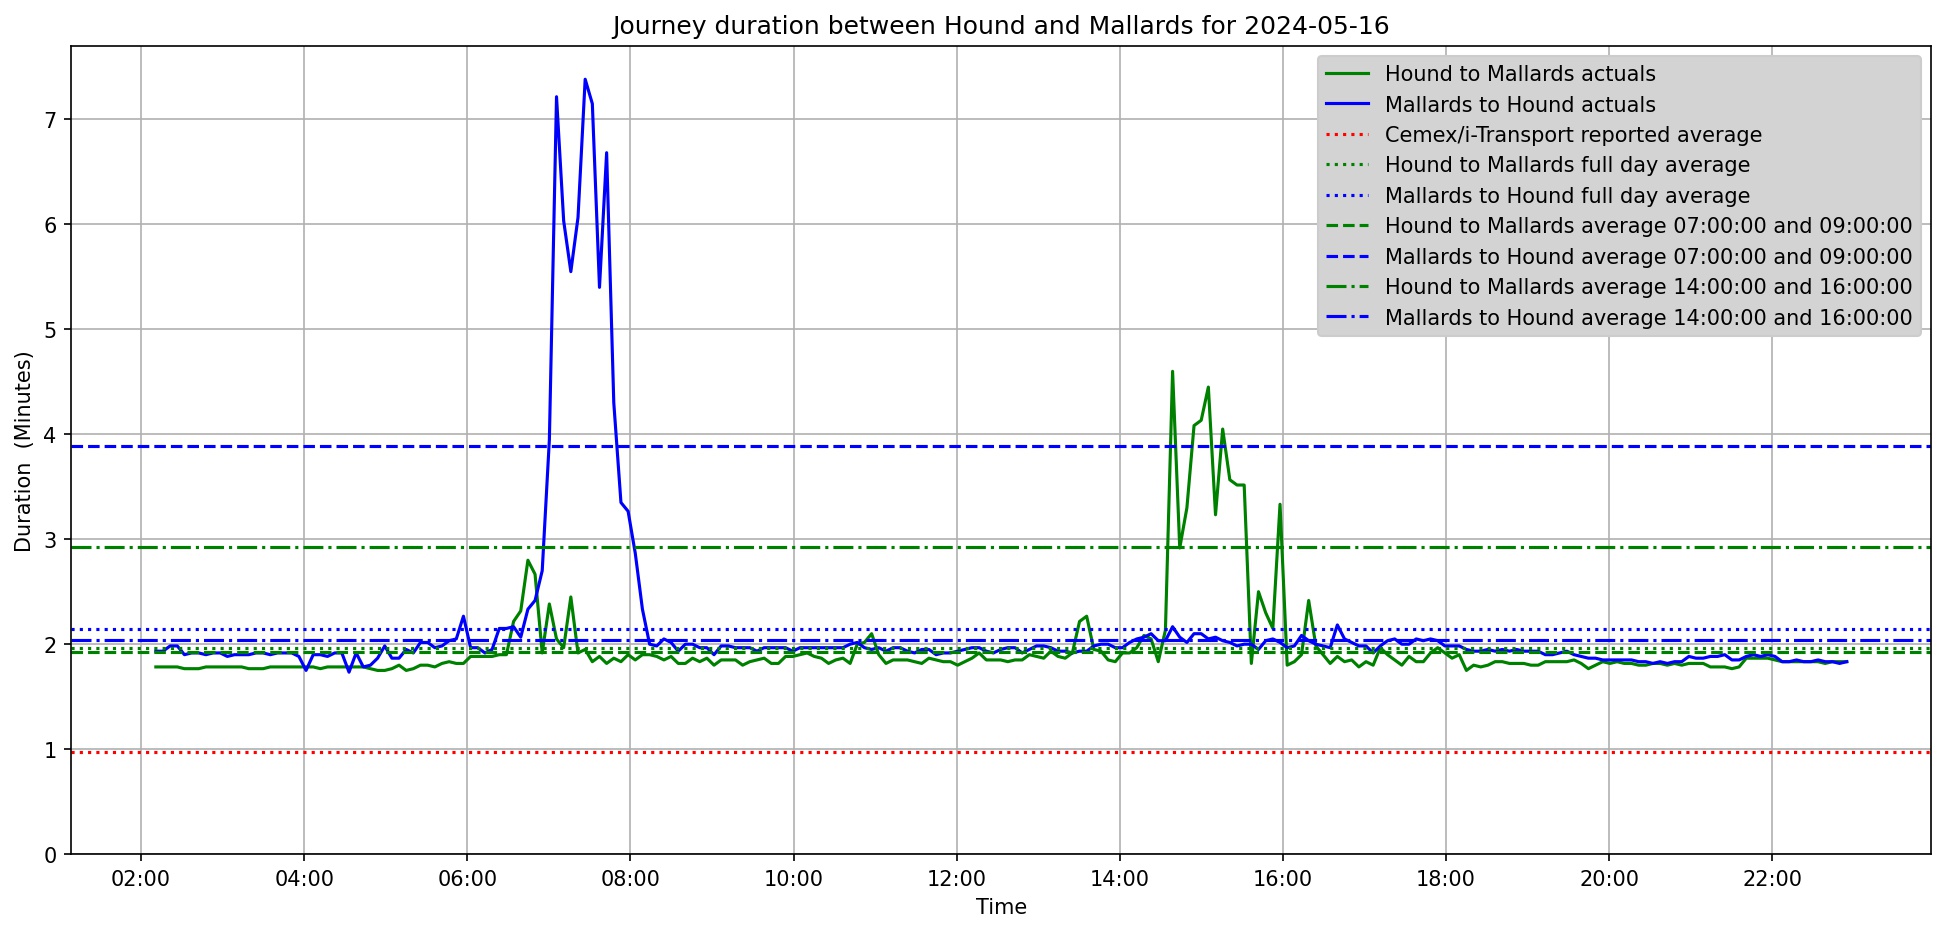 Journey duration between Hound and Mallards for 2024-05-16
Hound to Mallards actuals
Mallards to Hound actuals
Cemex/i-Transport reported average
Hound to Mallards full day average
Mallards to Hound full day average
Hound to Mallards average 07:00:00 and 09:00:00
Mallards to Hound average 07:00:00 and 09:00:00
Hound to Mallards average 14:00:00 and 16:00:00
Mallards to Hound average 14:00:00 and 16:00:00
7
6
5
4
3
2
1
0
Duration (Minutes)
02:00 04:00 06:00 08:00 10:00 12:00 14:00 16:00 18:00 20:00 22:00
Time